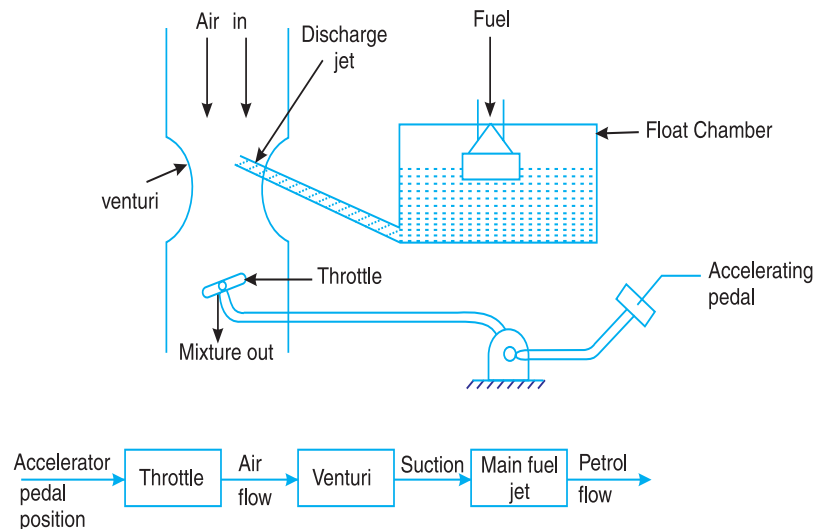 Air in
Discharge
jet
Fuel
Float Chamber
venturi
Throttle
Mixture out
Accelerating
pedal
Accelerator
pedal
position
Throttle
Air
flow
Venturi
Suction
Main fuel
jet
Petrol
flow